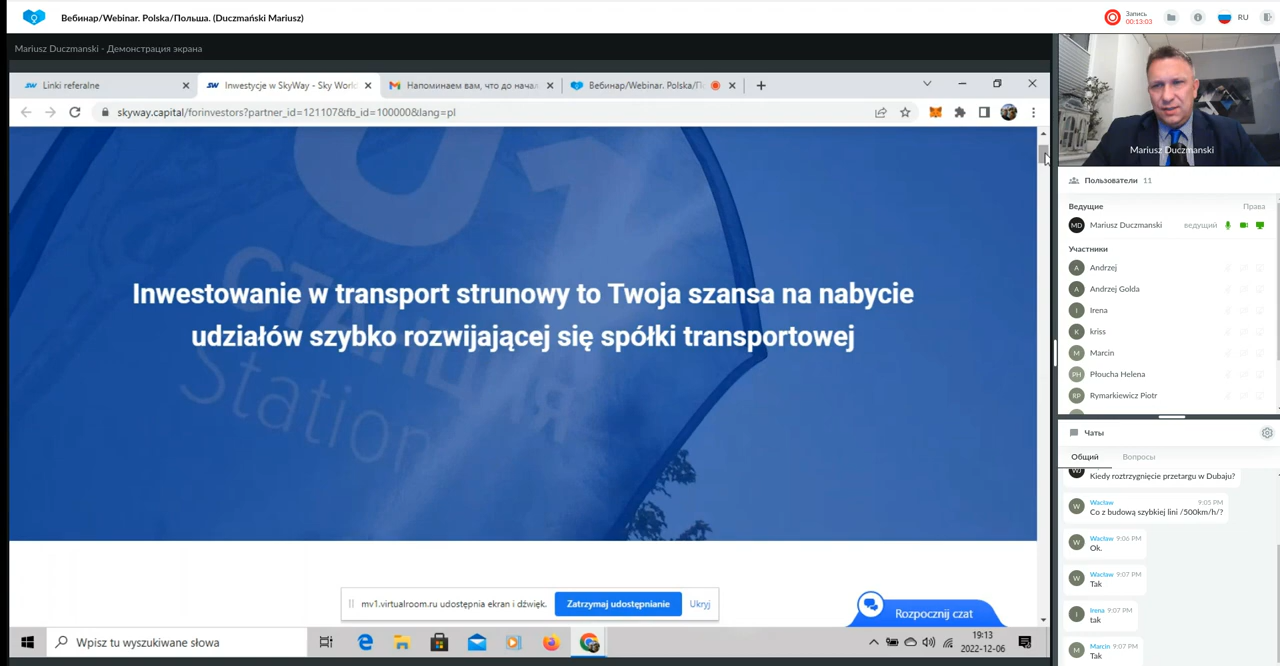 Вебинар/Webinar. Polska/Польша. (Duczmański Mariusz)
Запись
00:13:03
RU
Mariusz Duczmanski - Демонстрация экрана
Linki referalne
Inwestycje w SkyWay - Sky World
Напоминаем вам, что до начал
Вебинар/Webinar. Polska/П
skyway.capital/forinvestors?partner_id=121107&fb_id=100000&lang=pl
СТАНЦИЯ
Station
Inwestowanie w transport strunowy to Twoja szansa na nabycie
udziałów szybko rozwijającej się spółki transportowej
mv1.virtualroom.ru udostępnia ekran i dźwięk.
Zatrzymaj udostępnianie
Ukryj
Rozpocznij czat
Wpisz tu wyszukiwane słowa
19:13
2022-12-06
Mariusz Duczmanski
Пользователи 11
Ведущие
Права
MD Mariusz Duczmanski ведущий
Участники
A Andrzej
A Andrzej Golda
I Irena
K kriss
M Marcin
PH Płoucha Helena
RP Rymarkiewicz Piotr
Чаты
Общий
Вопросы
Kiedy roztrzygnięcie przetargu w Dubaju?
W Wacław 9:05 PM
Co z budową szybkiej lini /500km/h/?
W Wacław 9:06 PM
Ok.
W Wacław 9:07 PM
Tak
I Irena 9:07 PM
tak
M Marcin 9:07 PM
Tak